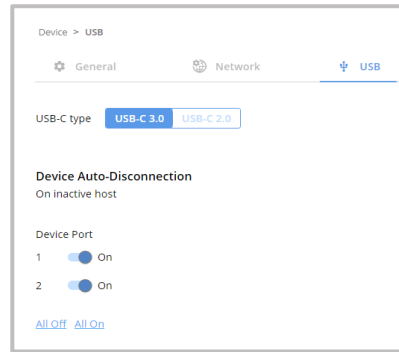 Device > USB
General Network USB
USB-C type USB-C 3.0 USB-C 2.0
Device Auto-Disconnection
On inactive host
Device Port
1 On
2 On
All Off All On